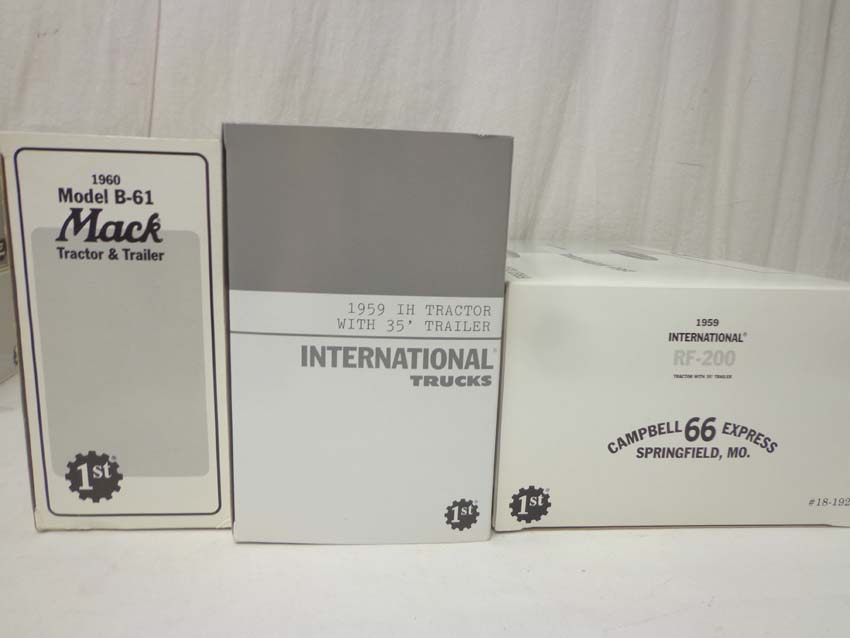 1960
Model B-61
Mack
Tractor & Trailer
1st
1959 IH TRACTOR
WITH 35' TRAILER
INTERNATIONAL®
TRUCKS
1st
1959
INTERNATIONAL®
RF-200
TRACTOR WITH 35' TRAILER
CAMPBELL 66 EXPRESS
SPRINGFIELD, MO.
1st
#18-192